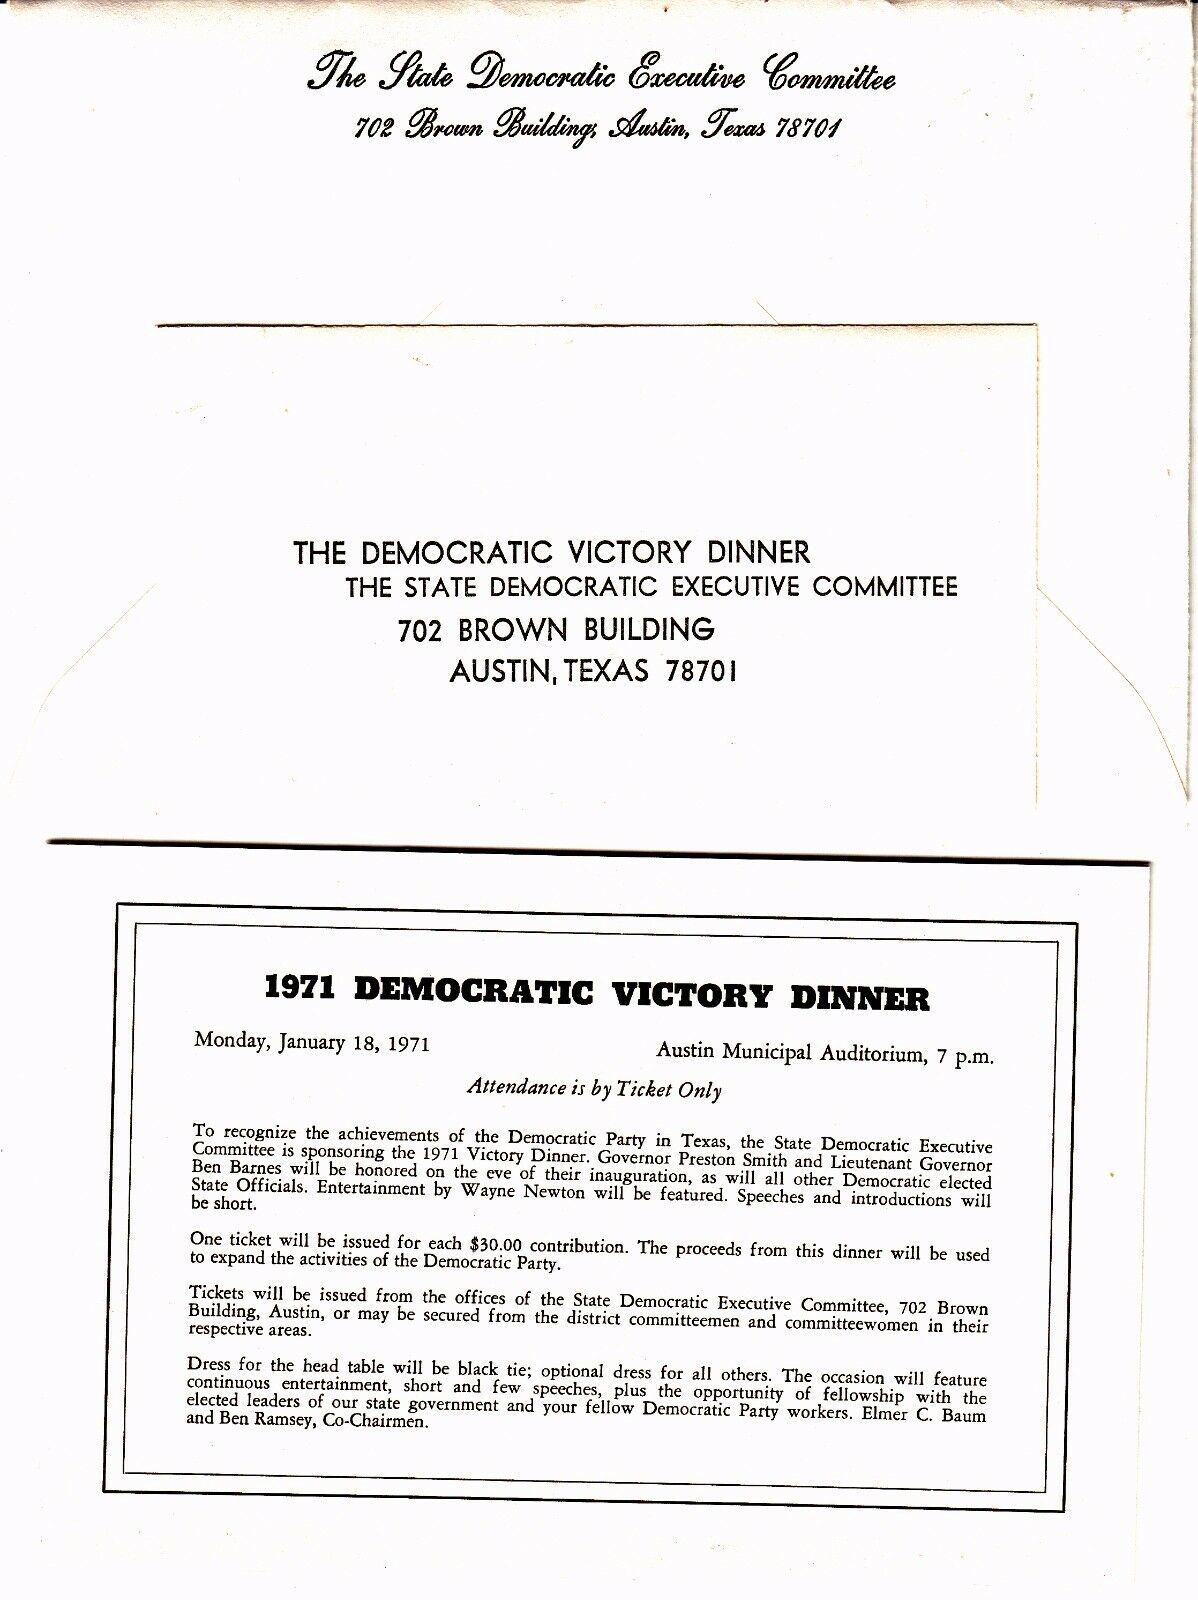 The State Democratic Executive Committee
702 Brown Building, Austin, Texas 78701
THE DEMOCRATIC VICTORY DINNER
THE STATE DEMOCRATIC EXECUTIVE COMMITTEE
702 BROWN BUILDING
AUSTIN, TEXAS 78701
1971 DEMOCRATIC VICTORY DINNER
Monday, January 18, 1971
Austin Municipal Auditorium, 7 p.m.
Attendance is by Ticket Only
To recognize the achievements of the Democratic Party in Texas, the State Democratic Executive
Committee is sponsoring the 1971 Victory Dinner. Governor Preston Smith and Lieutenant Governor
Ben Barnes will be honored on the eve of their inauguration, as will all other Democratic elected
State Officials. Entertainment by Wayne Newton will be featured. Speeches and introductions will
be short.
One ticket will be issued for each $30.00 contribution. The proceeds from this dinner will be used
to expand the activities of the Democratic Party.
Tickets will be issued from the offices of the State Democratic Executive Committee, 702 Brown
Building, Austin, or may be secured from the district committeemen and committeewomen in their
respective areas.
Dress for the head table will be black tie; optional dress for all others. The occasion will feature
continuous entertainment, short and few speeches, plus the opportunity of fellowship with the
elected leaders of our state government and your fellow Democratic Party workers. Elmer C. Baum
and Ben Ramsey, Co-Chairmen.